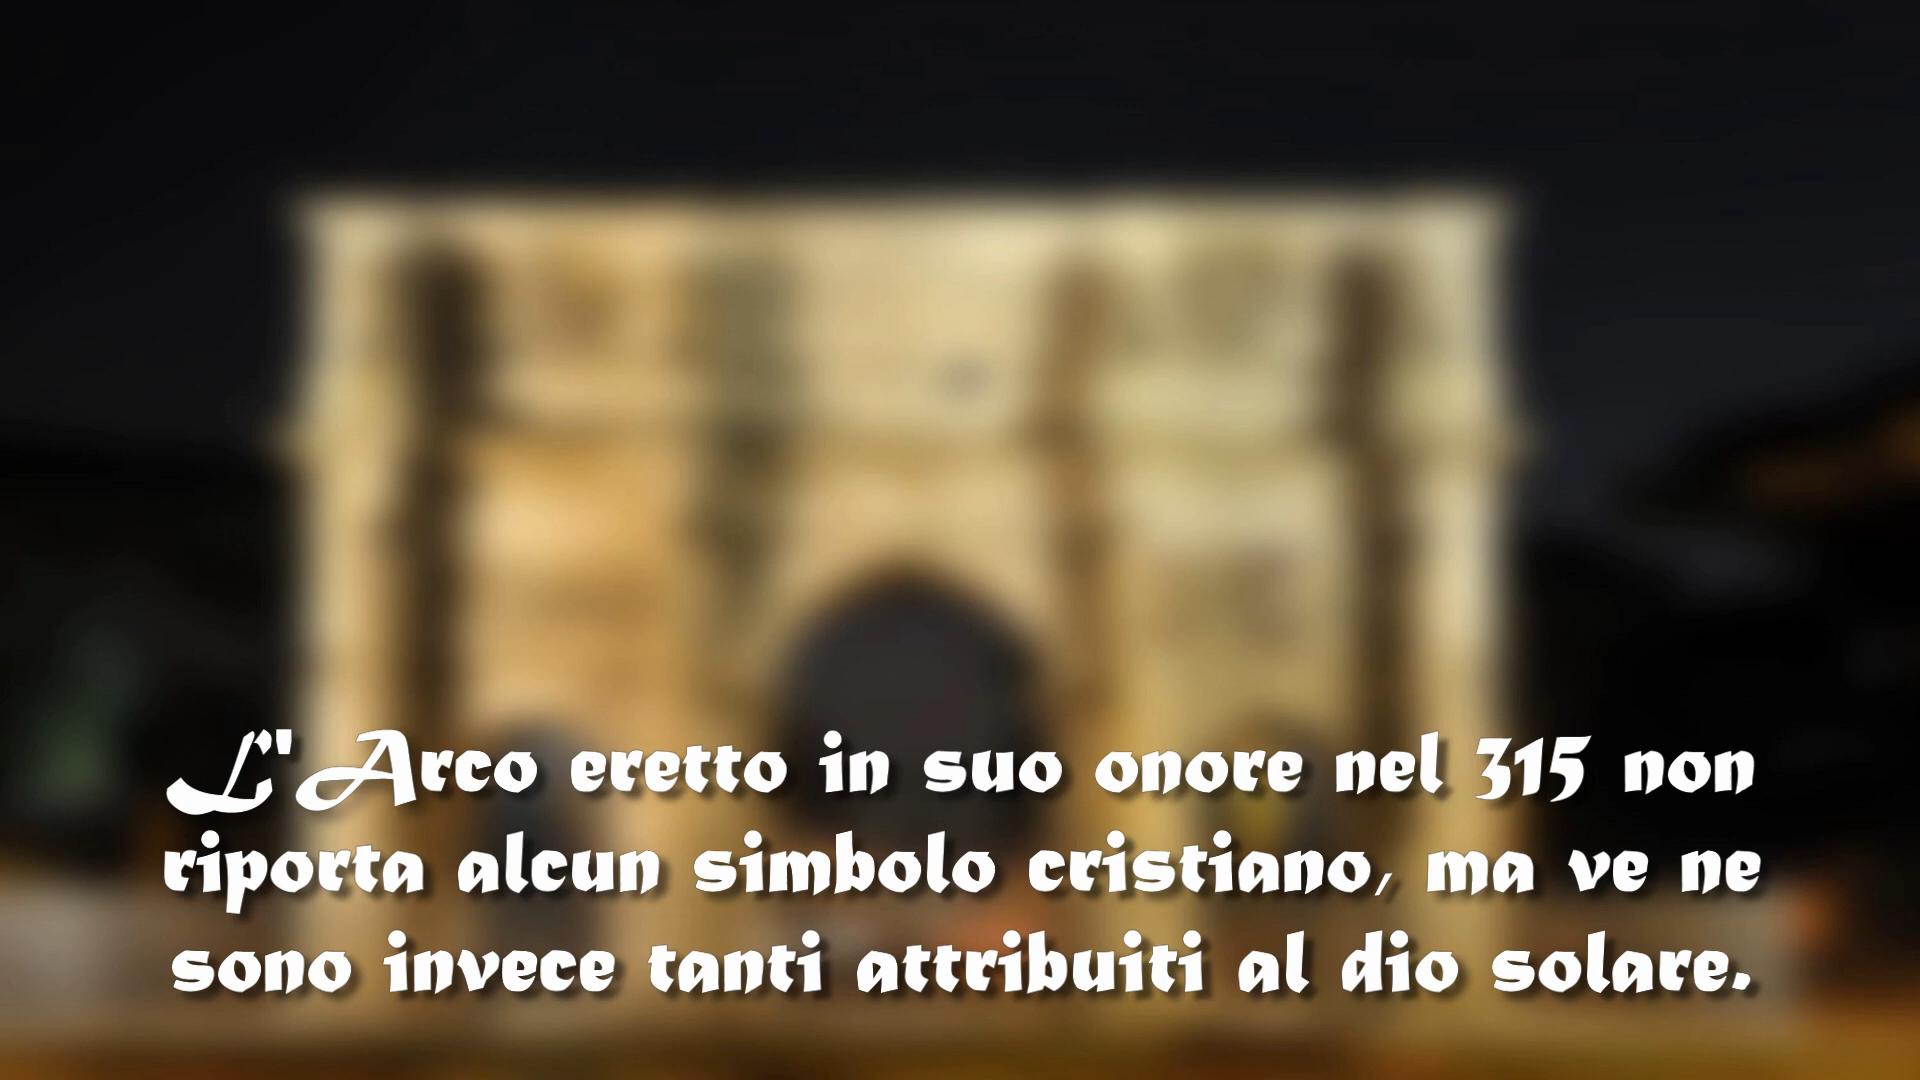 L'Arco eretto in suo onore nel 315 non
riporta alcun simbolo cristiano, ma ve ne
sono invece tanti attribuiti al dio solare.